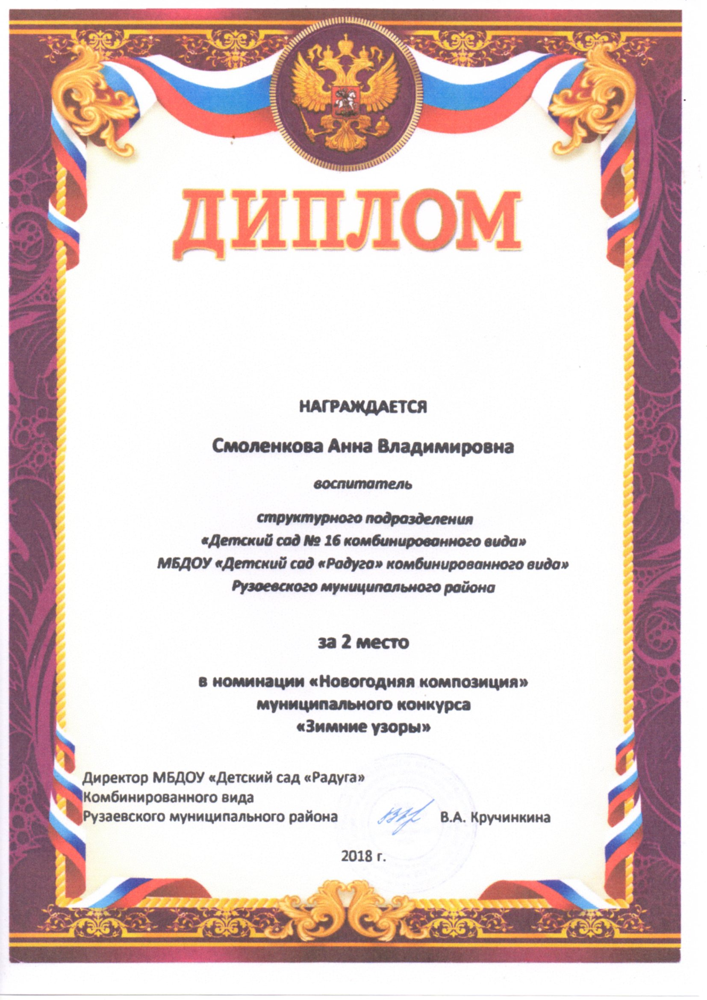 ДИПЛОМ
НАГРАЖДАЕТСЯ
Смоленкова Анна Владимировна
воспитатель
структурного подразделения
«Детский сад № 16 комбинированного вида»
МБДОУ «Детский сад «Радуга» комбинированного вида»
Рузаевского муниципального района
за 2 место
в номинации «Новогодняя композиция»
муниципального конкурса
«Зимние узоры»
Директор МБДОУ «Детский сад «Радуга»
Комбинированного вида
Рузаевского муниципального района В.А. Кручинкина
2018 г.